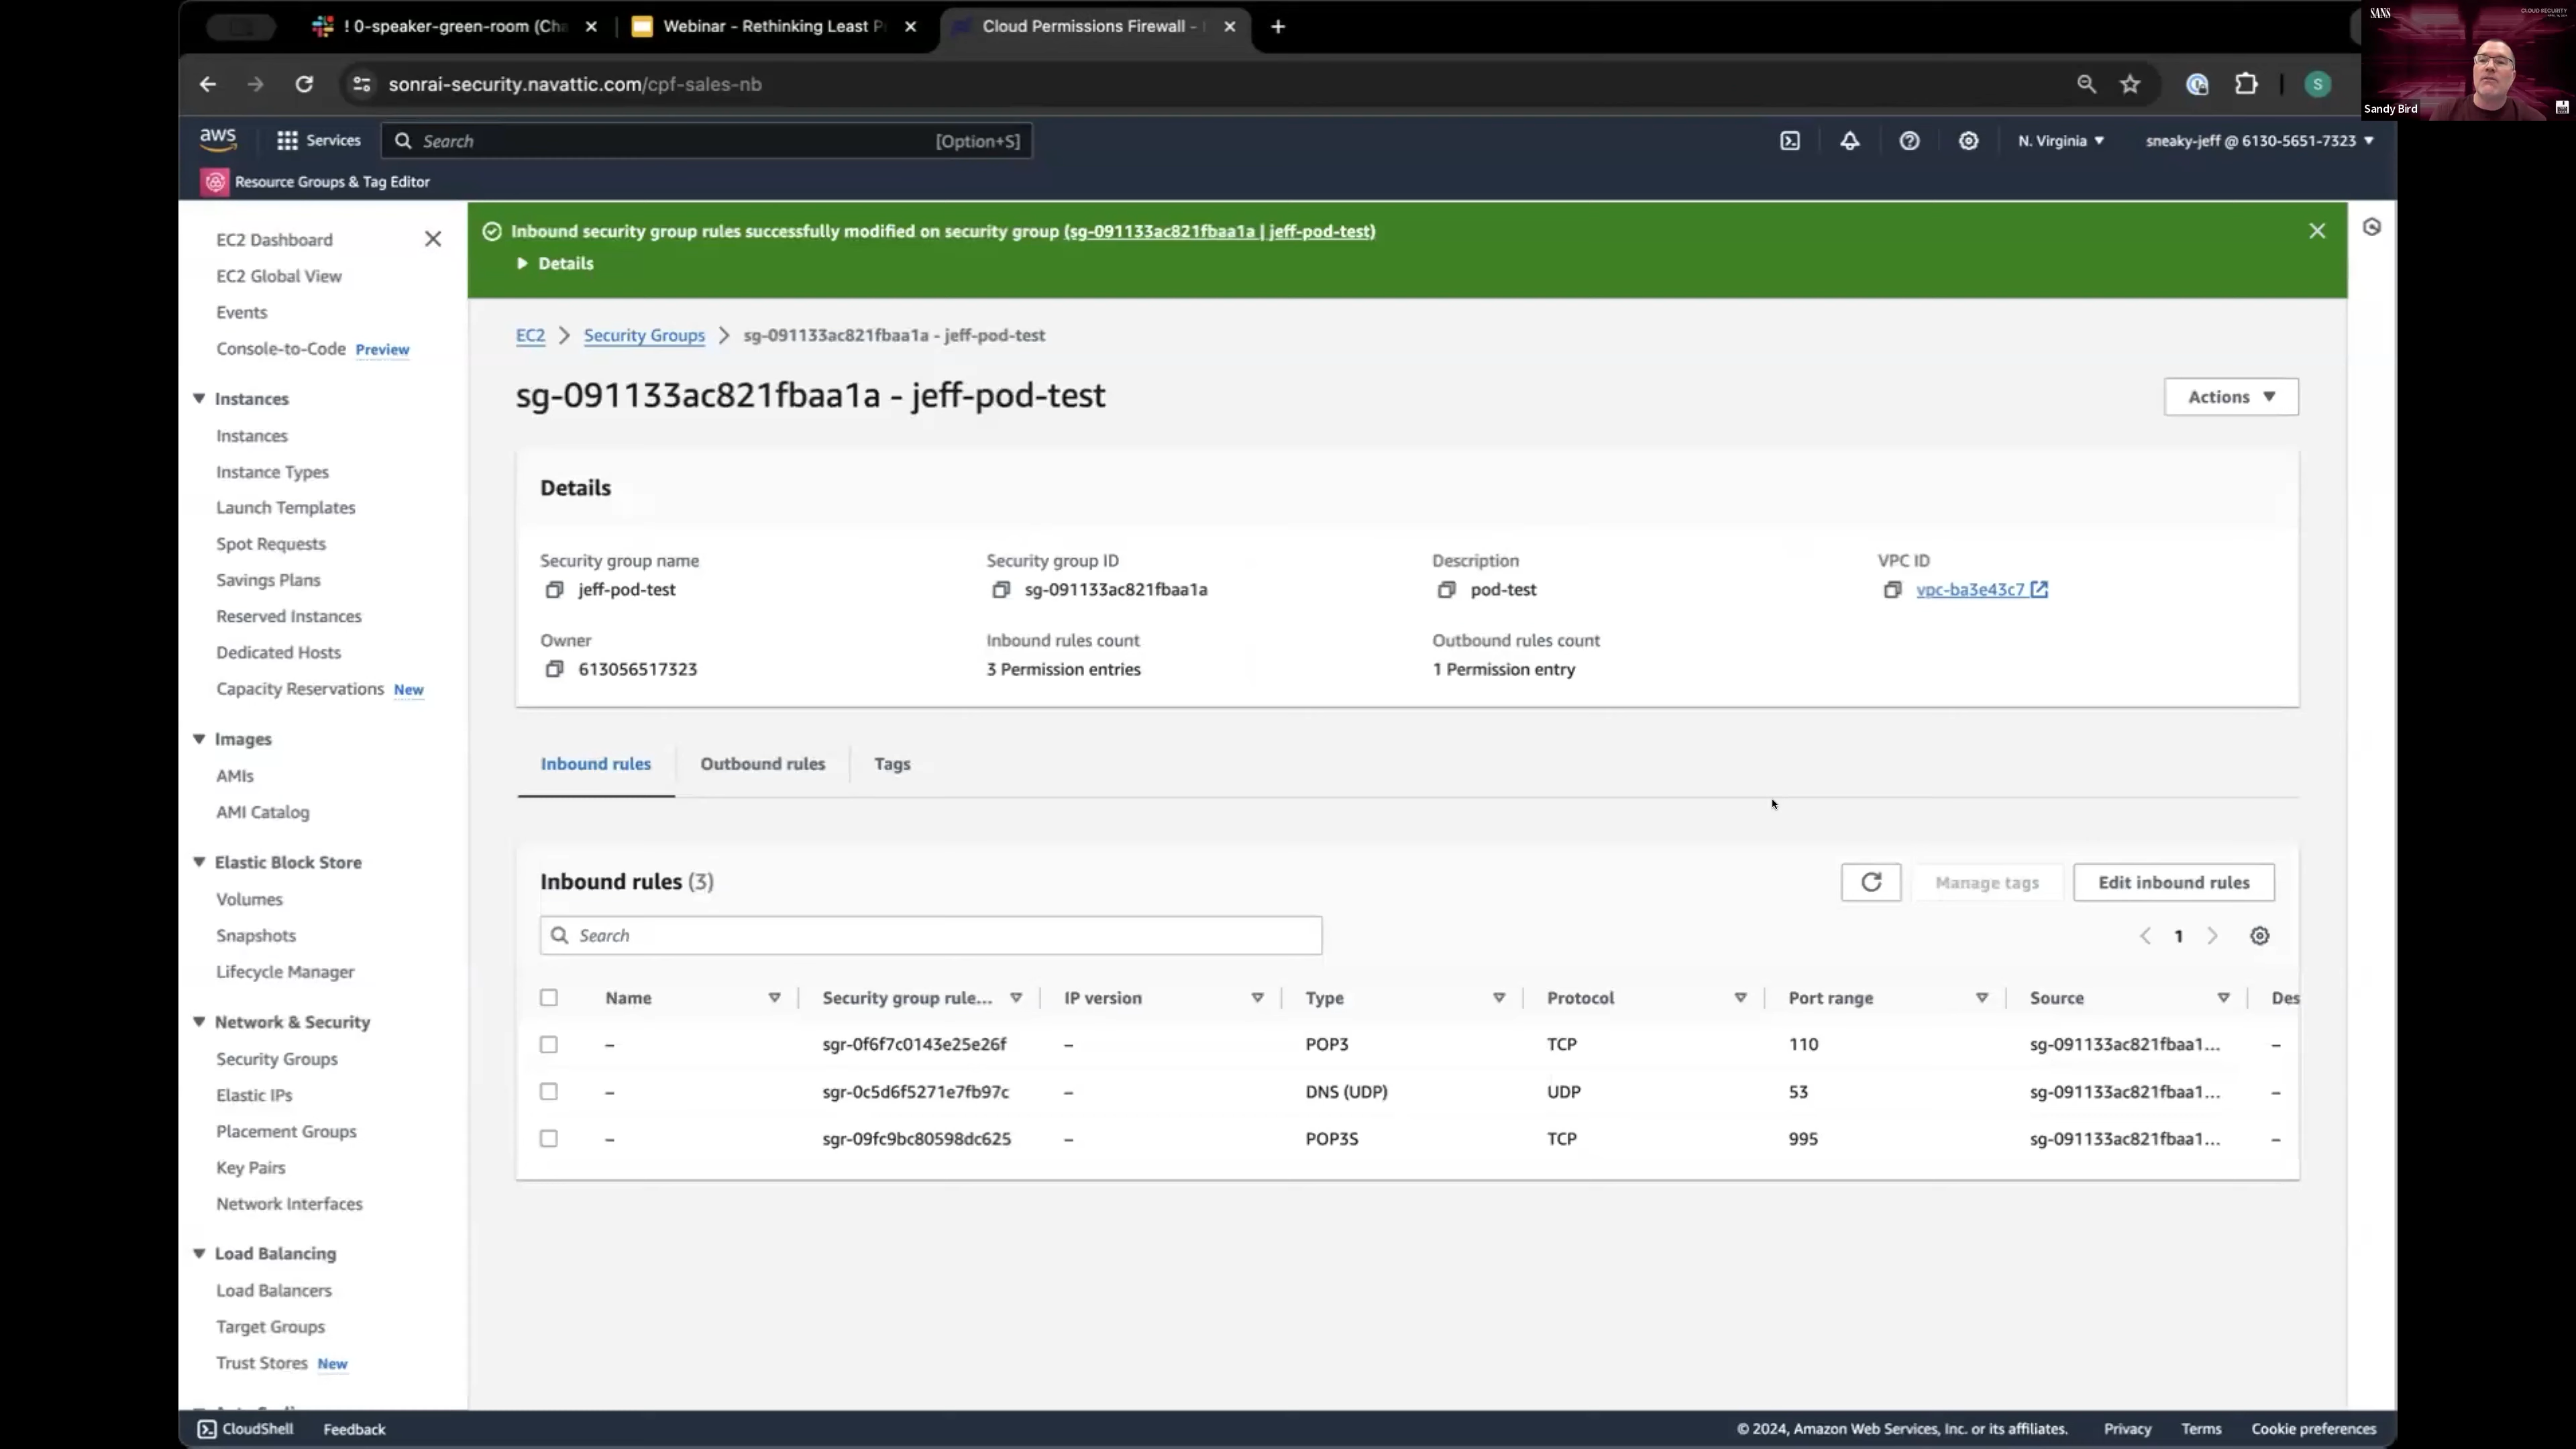 ! 0-speaker-green-room (Cha
Webinar - Rethinking Least P
Cloud Permissions Firewall -
sonrai-security.navattic.com/cpf-sales-nb
S
SANS
CLOUD SECURITY
Sandy Bird
aws
Services
Search
[Option+S]
N. Virginia
sneaky-jeff @ 6130-5651-7323
Resource Groups & Tag Editor
EC2 Dashboard
EC2 Global View
Events
Console-to-Code Preview
Instances
Instances
Instance Types
Launch Templates
Spot Requests
Savings Plans
Reserved Instances
Dedicated Hosts
Capacity Reservations New
Images
AMIs
AMI Catalog
Elastic Block Store
Volumes
Snapshots
Lifecycle Manager
Network & Security
Security Groups
Elastic IPs
Placement Groups
Key Pairs
Network Interfaces
Load Balancing
Load Balancers
Target Groups
Trust Stores New
Inbound security group rules successfully modified on security group (sg-091133ac821fbaa1a | jeff-pod-test)
Details
EC2 > Security Groups > sg-091133ac821fbaa1a - jeff-pod-test
sg-091133ac821fbaa1a - jeff-pod-test
Actions
Details
Security group name
jeff-pod-test
Security group ID
sg-091133ac821fbaa1a
Description
pod-test
VPC ID
vpc-ba3e43c7
Owner
613056517323
Inbound rules count
3 Permission entries
Outbound rules count
1 Permission entry
Inbound rules
Outbound rules
Tags
Inbound rules (3)
Manage tags
Edit inbound rules
Search
1
Name Security group rule... IP version Type Protocol Port range Source Des
– sgr-0f6f7c0143e25e26f – POP3 TCP 110 sg-091133ac821fbaa1... –
– sgr-0c5d6f5271e7fb97c – DNS (UDP) UDP 53 sg-091133ac821fbaa1... –
– sgr-09fc9bc80598dc625 – POP3S TCP 995 sg-091133ac821fbaa1... –
CloudShell
Feedback
© 2024, Amazon Web Services, Inc. or its affiliates.
Privacy
Terms
Cookie preferences